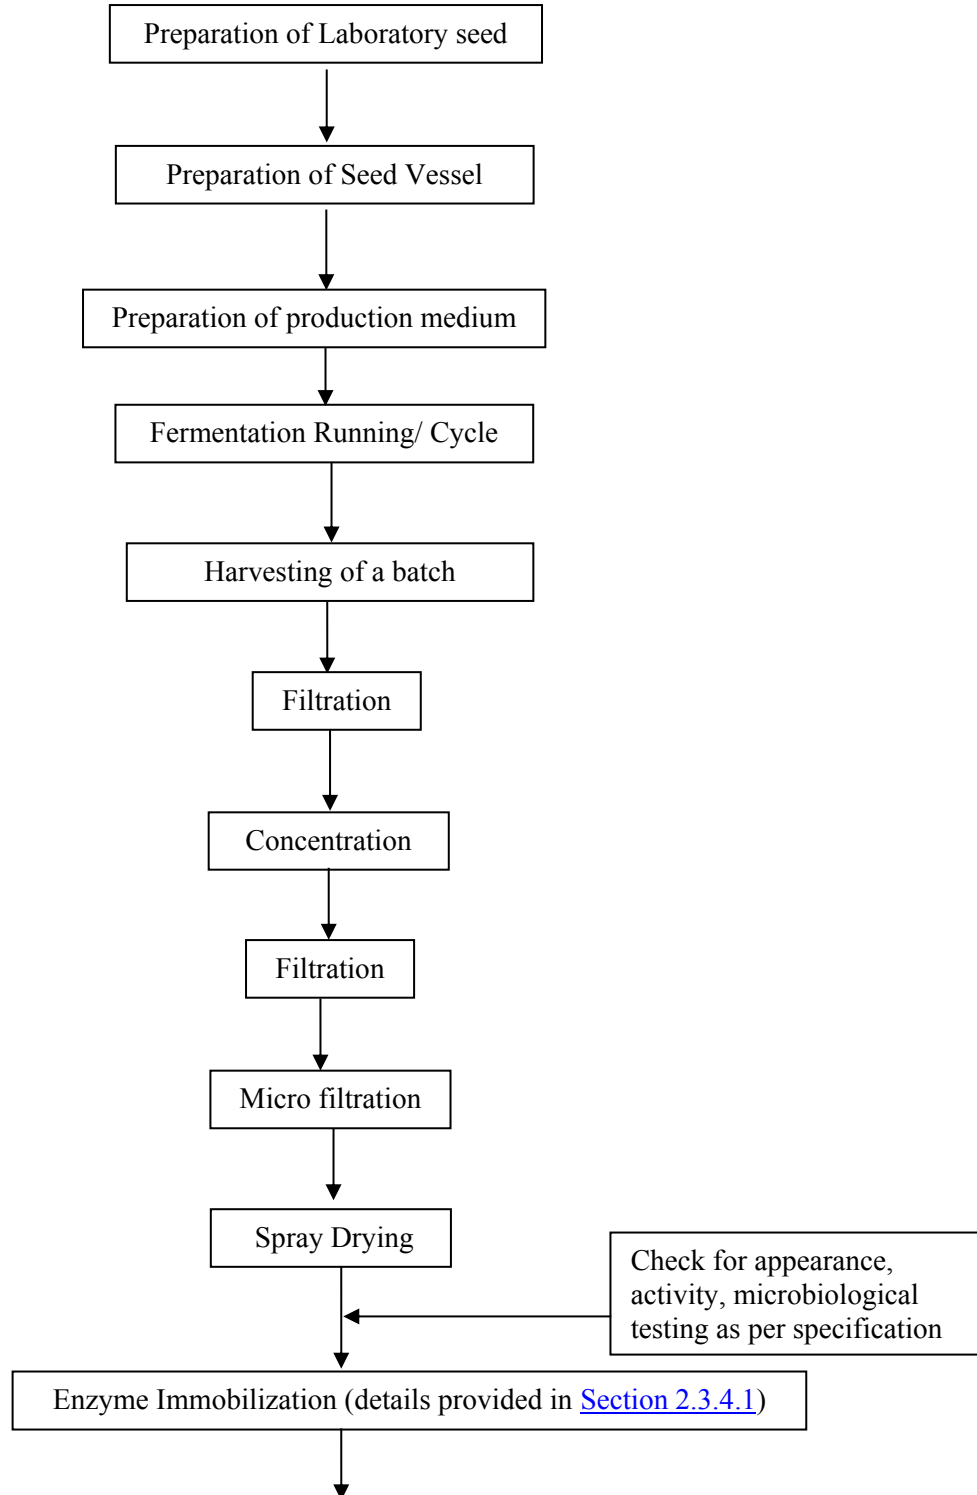 Preparation of Laboratory seed
Preparation of Seed Vessel
Preparation of production medium
Fermentation Running/ Cycle
Harvesting of a batch
Filtration
Concentration
Filtration
Micro filtration
Spray Drying
Check for appearance,
activity, microbiological
testing as per specification
Enzyme Immobilization (details provided in Section 2.3.4.1)